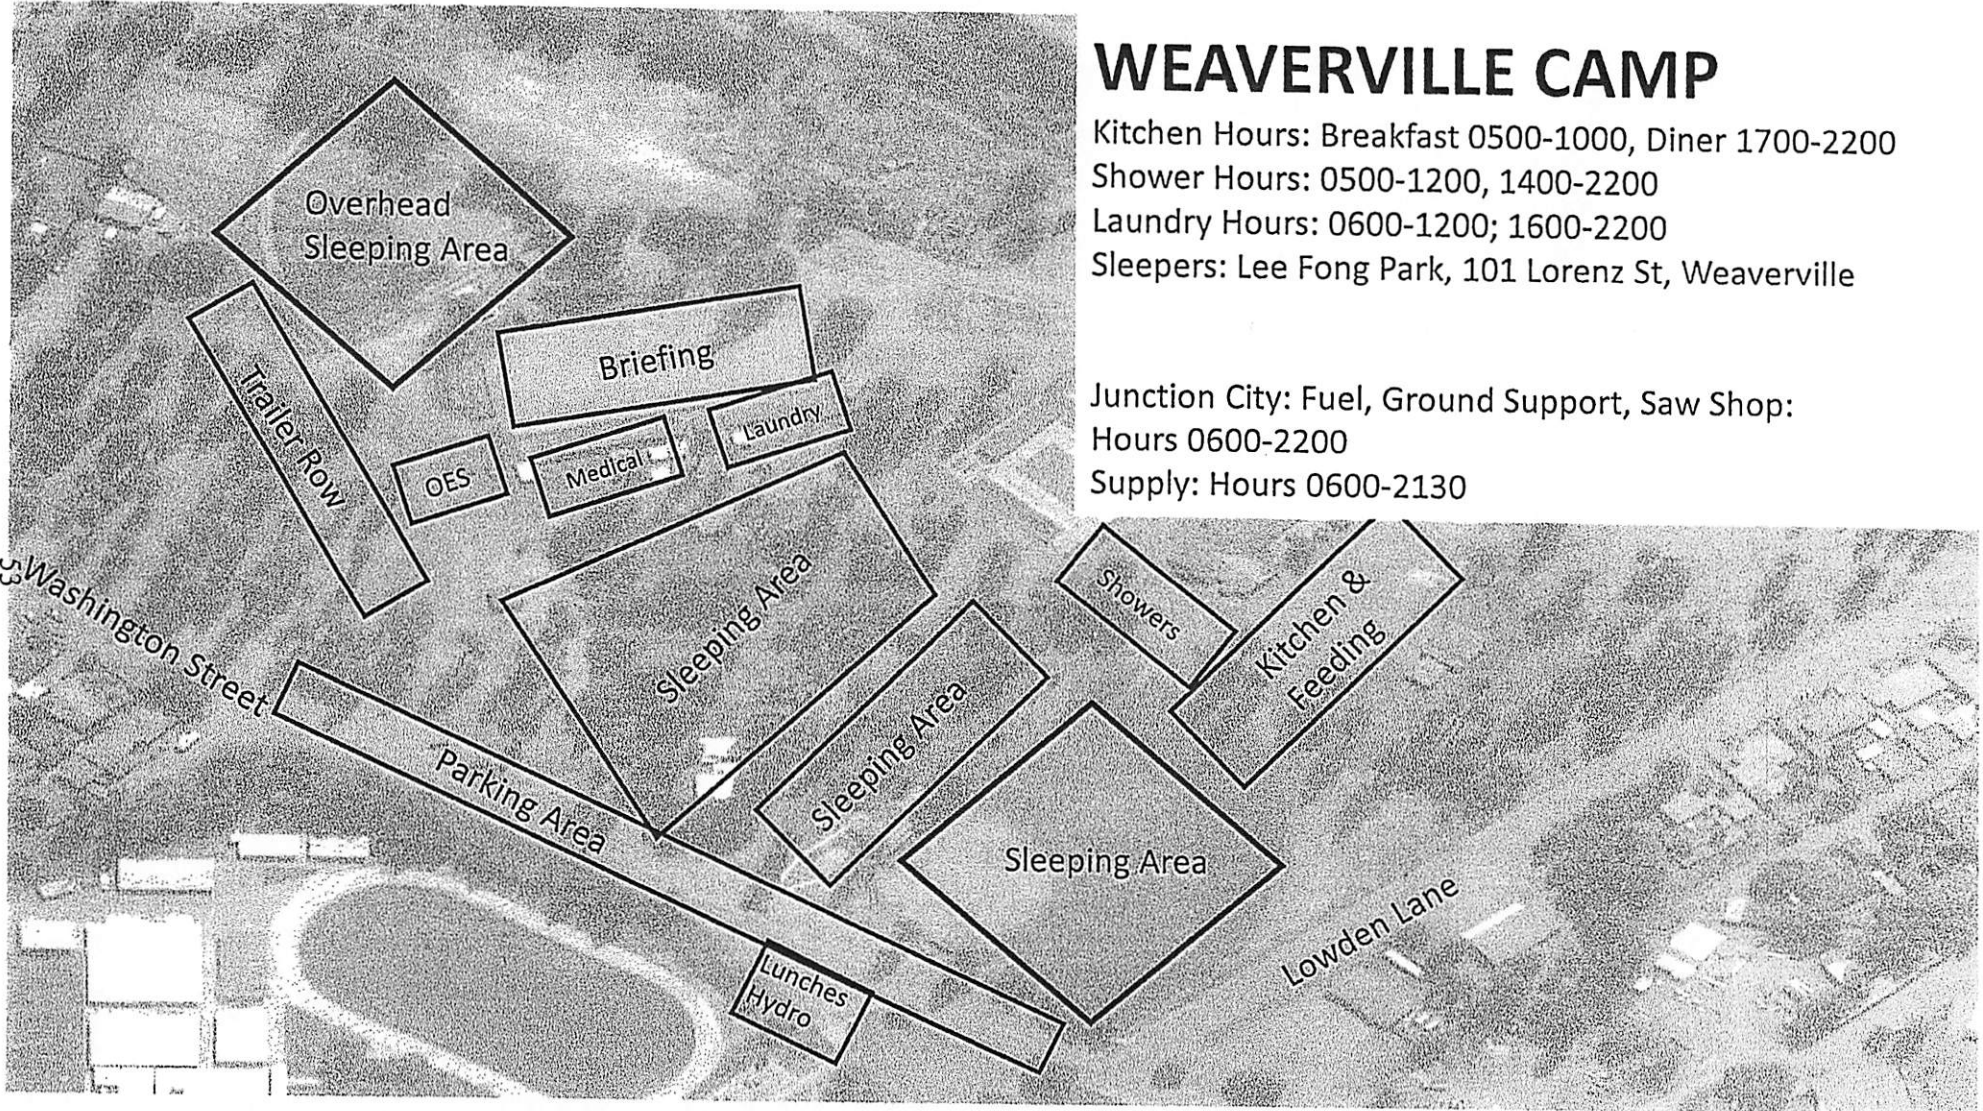 WEAVERVILLE CAMP
Kitchen Hours: Breakfast 0500-1000, Diner 1700-2200
Shower Hours: 0500-1200, 1400-2200
Laundry Hours: 0600-1200; 1600-2200
Sleepers: Lee Fong Park, 101 Lorenz St, Weaverville
Junction City: Fuel, Ground Support, Saw Shop:
Hours 0600-2200
Supply: Hours 0600-2130
Overhead
Sleeping Area
Trailer Row
Briefing
OES
Medical
Laundry
Sleeping Area
Showers
Kitchen &
Feeding
Sleeping Area
Sleeping Area
53
Washington Street
Parking Area
Lunches
Hydro
Lowden Lane